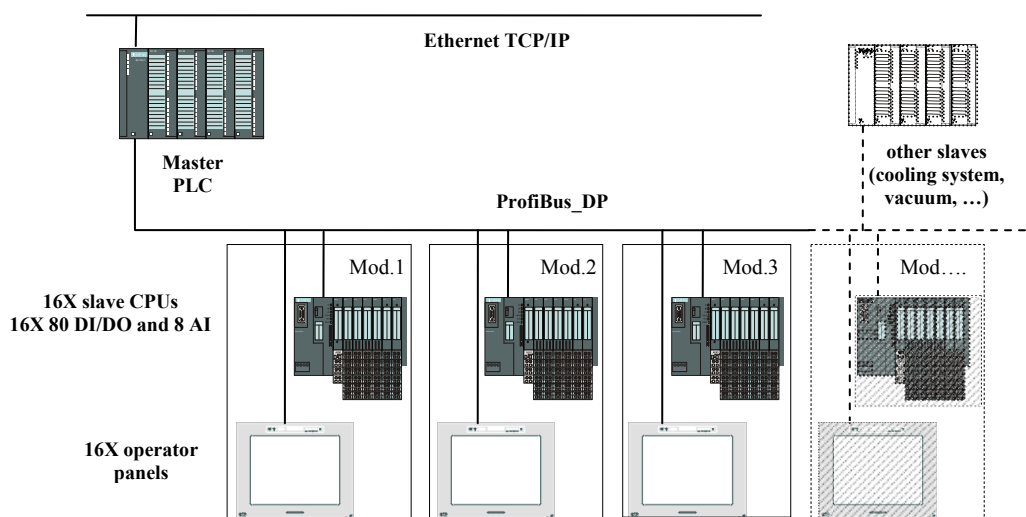 Ethernet TCP/IP
Master
PLC
other slaves
(cooling system,
vacuum, …)
ProfiBus_DP
Mod.1
Mod.2
Mod.3
Mod….
16X slave CPUs
16X 80 DI/DO and 8 AI
16X operator
panels